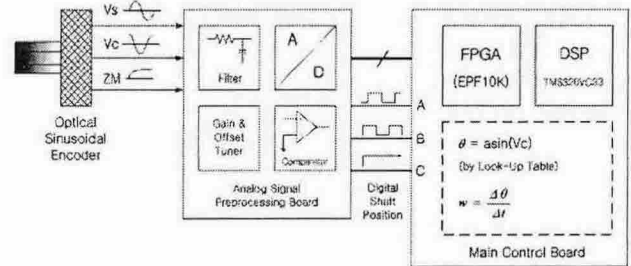 Vs
Vc
ZM
Optical
Sinusoidal
Encoder
Filter
A
D
Gain &
Offset
Tuner
Comparator
Analog Signal
Preprocessing Board
A
B
C
Digital
Shaft
Position
FPGA
(EPF10K)
DSP
TMS320VC33
θ = asin(Vc)
(by Look-Up Table)
w = Δθ / Δt
Main Control Board